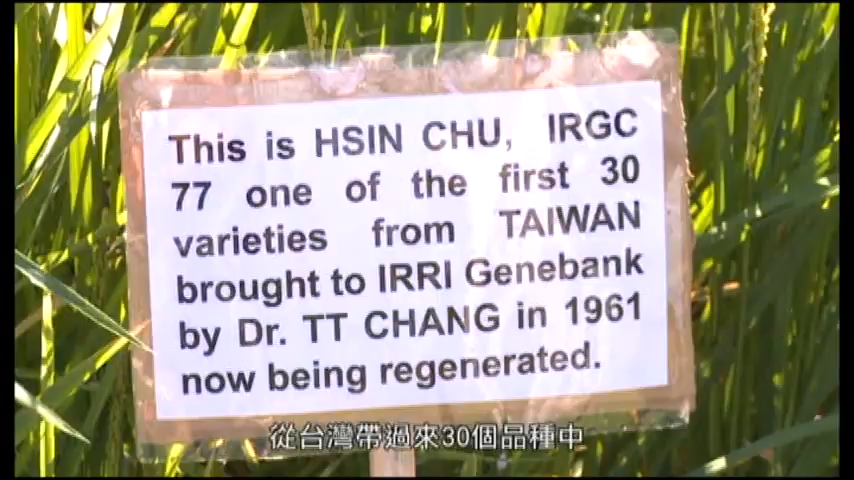 This is HSIN CHU, IRGC
77 one of the first 30
varieties from TAIWAN
brought to IRRI Genebank
by Dr. TT CHANG in 1961
now being regenerated.
從台灣帶過來30個品種中